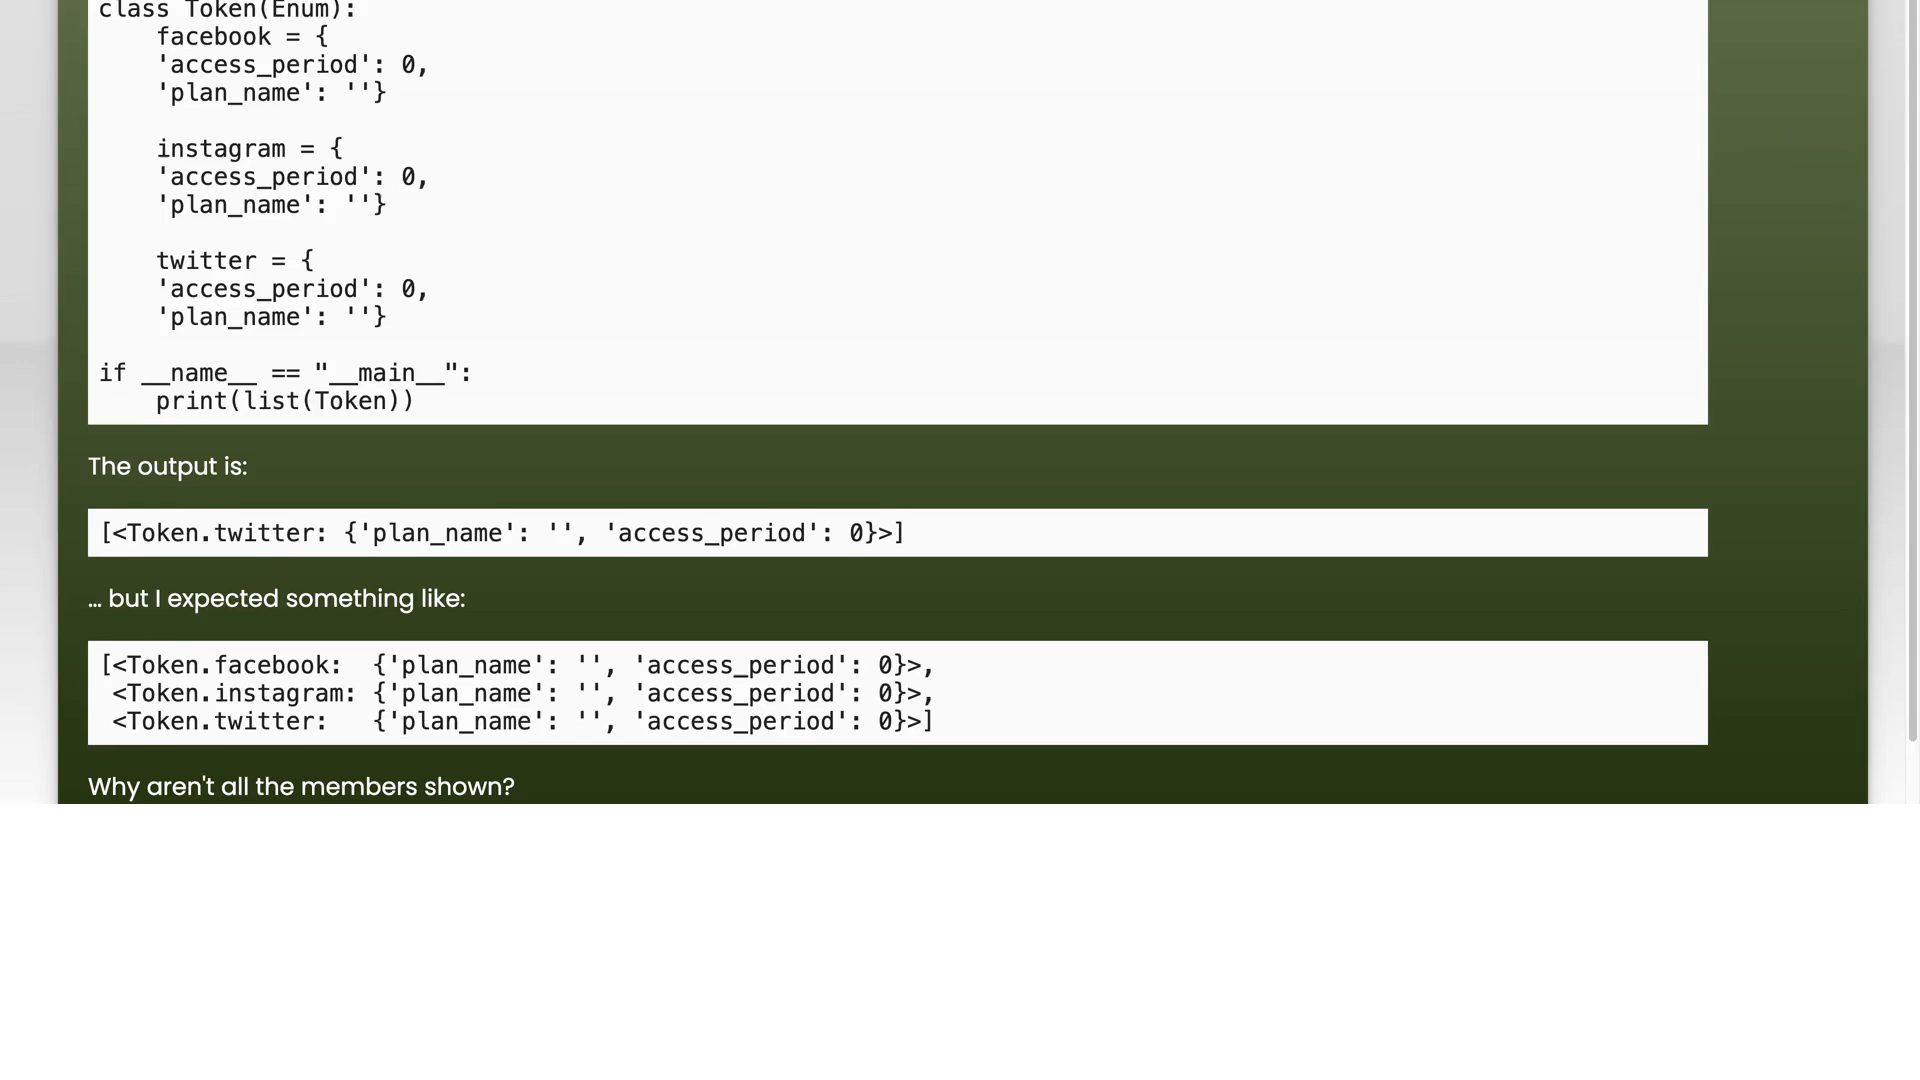 class Token(Enum):
    facebook = {
    'access_period': 0,
    'plan_name': ''}
    instagram = {
    'access_period': 0,
    'plan_name': ''}
    twitter = {
    'access_period': 0,
    'plan_name': ''}
if __name__ == "__main__":
    print(list(Token))
The output is:
[<Token.twitter: {'plan_name': '', 'access_period': 0}>]
… but I expected something like:
[<Token.facebook:  {'plan_name': '', 'access_period': 0}>,
 <Token.instagram: {'plan_name': '', 'access_period': 0}>,
 <Token.twitter:   {'plan_name': '', 'access_period': 0}>]
Why aren't all the members shown?